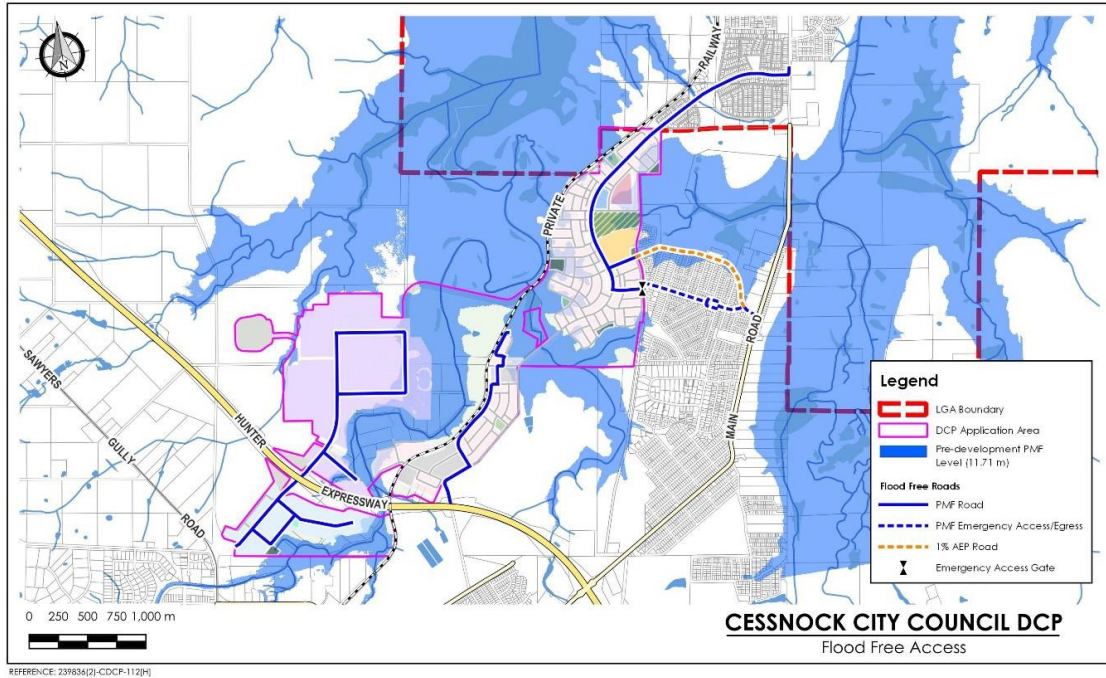 N
RAILWAY
PRIVATE
ROAD
MAIN
SAWYERS
GULLY
ROAD
HUNTER
EXPRESSWAY
Legend
LGA Boundary
DCP Application Area
Pre-development PMF
Level (11.71 m)
Flood Free Roads
PMF Road
PMF Emergency Access/Egress
1% AEP Road
Emergency Access Gate
0 250 500 750 1,000 m
CESSNOCK CITY COUNCIL DCP
Flood Free Access
REFERENCE: 239836(2)-CDCP-112[H]